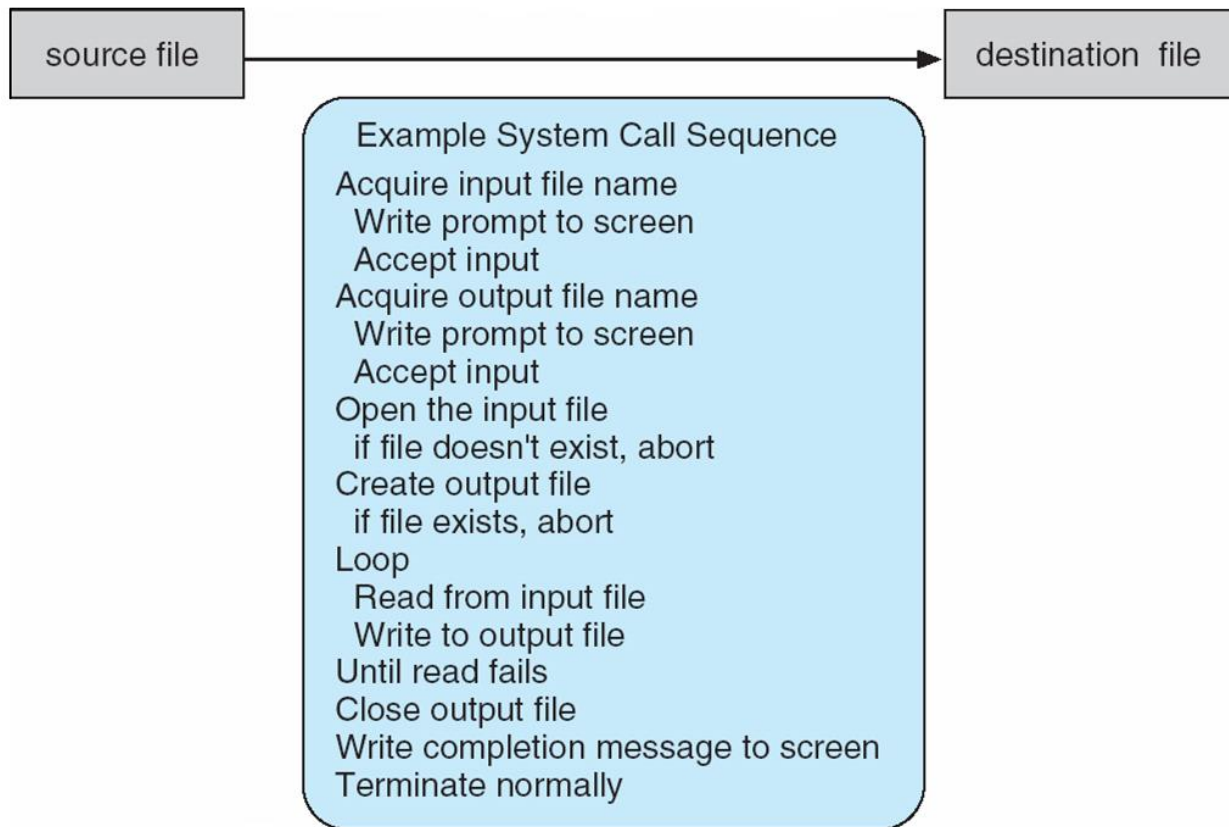 source file
destination file
Example System Call Sequence
Acquire input file name
Write prompt to screen
Accept input
Acquire output file name
Write prompt to screen
Accept input
Open the input file
if file doesn't exist, abort
Create output file
if file exists, abort
Loop
Read from input file
Write to output file
Until read fails
Close output file
Write completion message to screen
Terminate normally